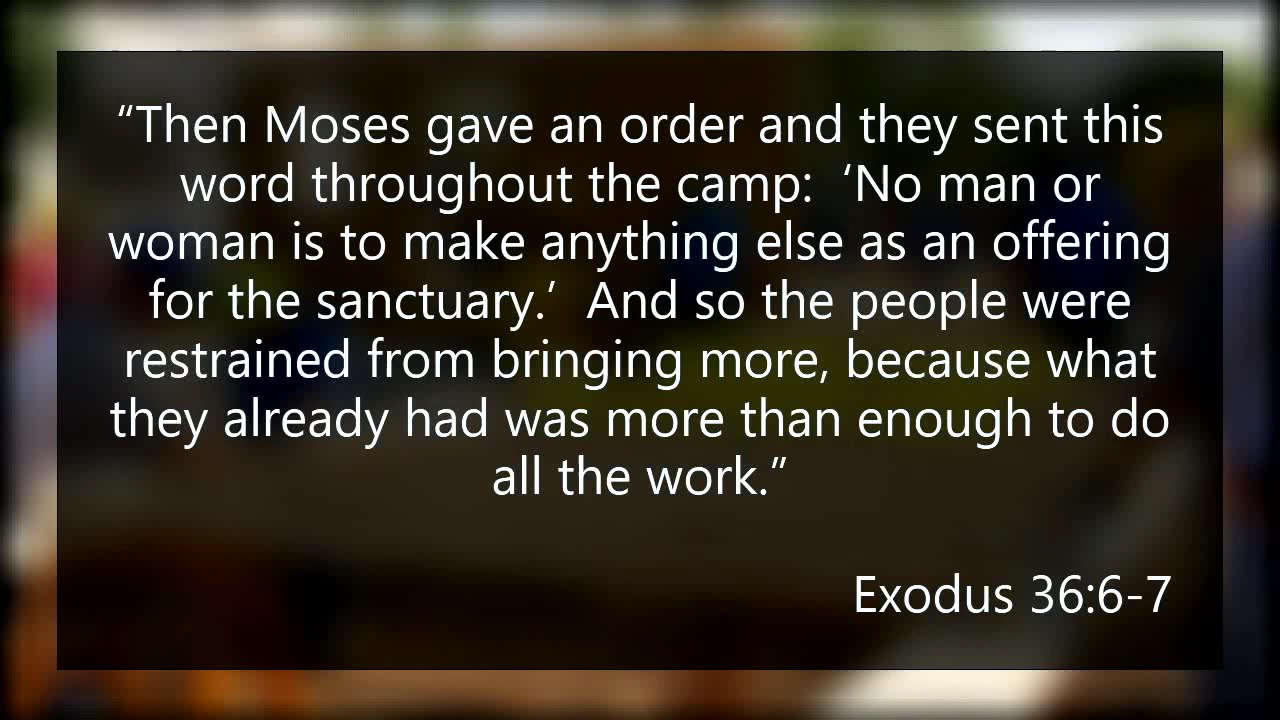 “Then Moses gave an order and they sent this
word throughout the camp:  ‘No man or
woman is to make anything else as an offering
for the sanctuary.’  And so the people were
restrained from bringing more, because what
they already had was more than enough to do
all the work.”
Exodus 36:6-7